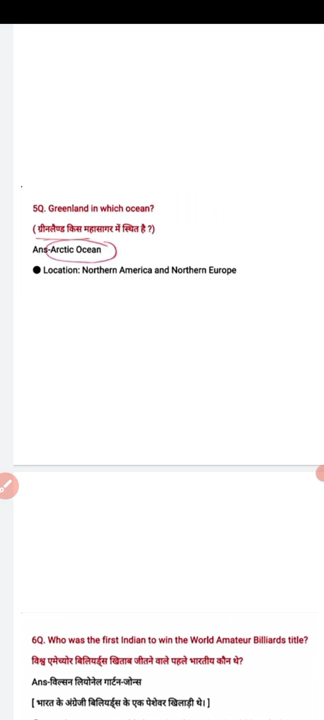 5Q. Greenland in which ocean?
( ग्रीनलैण्ड किस महासागर में स्थित है ?)
Ans-Arctic Ocean
● Location: Northern America and Northern Europe
6Q. Who was the first Indian to win the World Amateur Billiards title?
विश्व एमेच्योर बिलियर्ड्स खिताब जीतने वाले पहले भारतीय कौन थे?
Ans-विल्सन लियोनेल गार्टन-जोन्स
[ भारत के अंग्रेजी बिलियर्ड्स के एक पेशेवर खिलाड़ी थे। ]